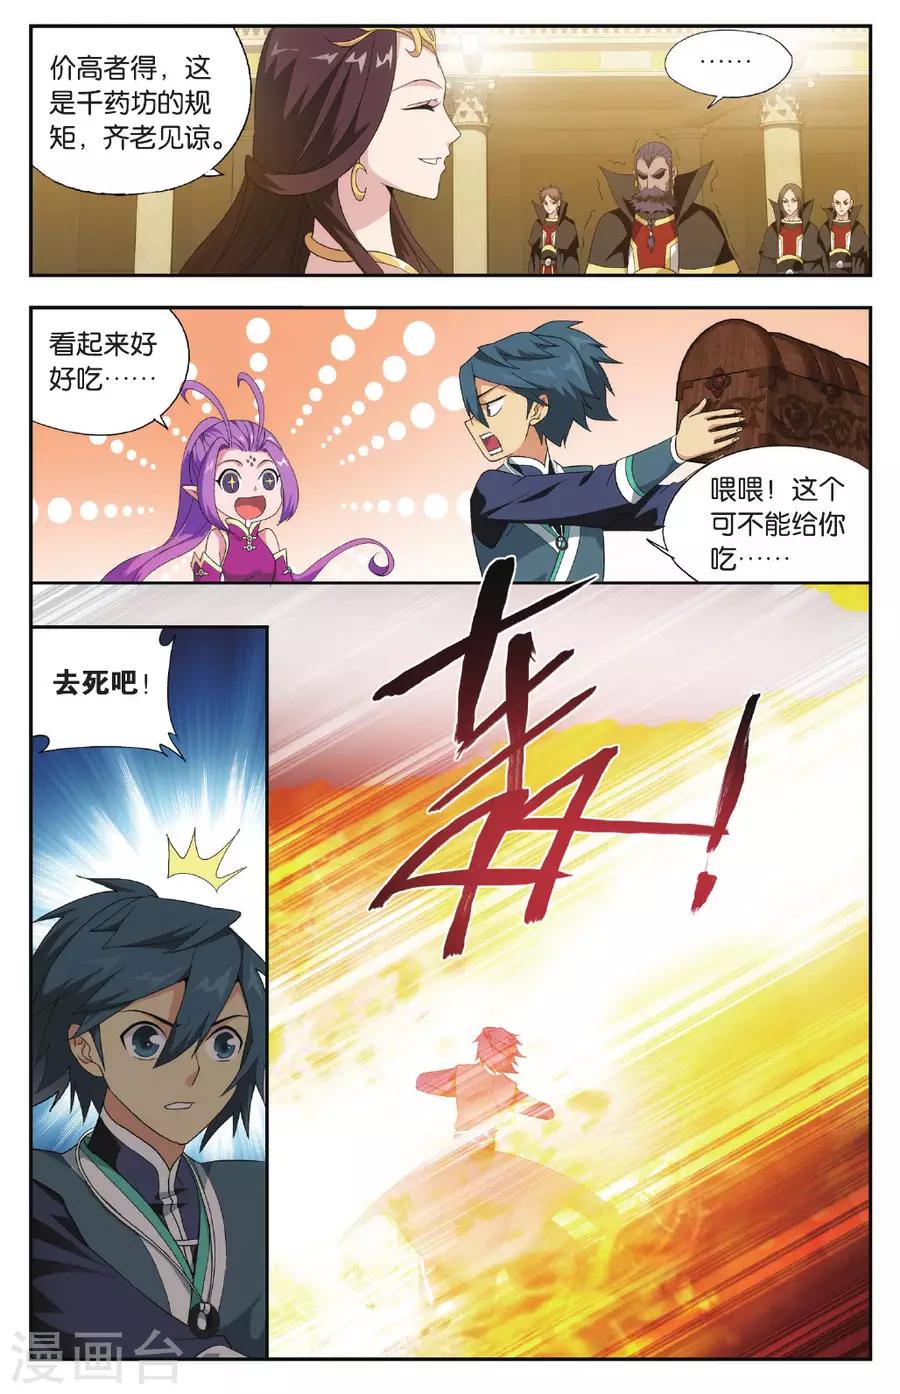 价高者得，这
是千药坊的规
矩，齐老见谅。
……
看起来好
好吃……
喂喂！这个
可不能给你
吃……
去死吧！
轰！
漫画台